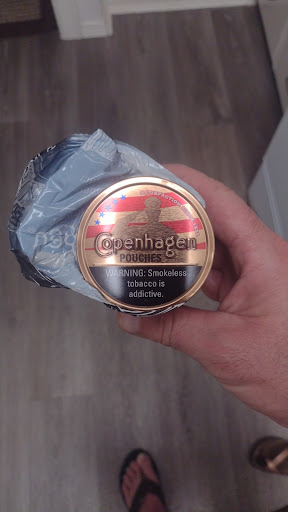 Copenhagen
POUCHES
WARNING: Smokeless
tobacco is
addictive.